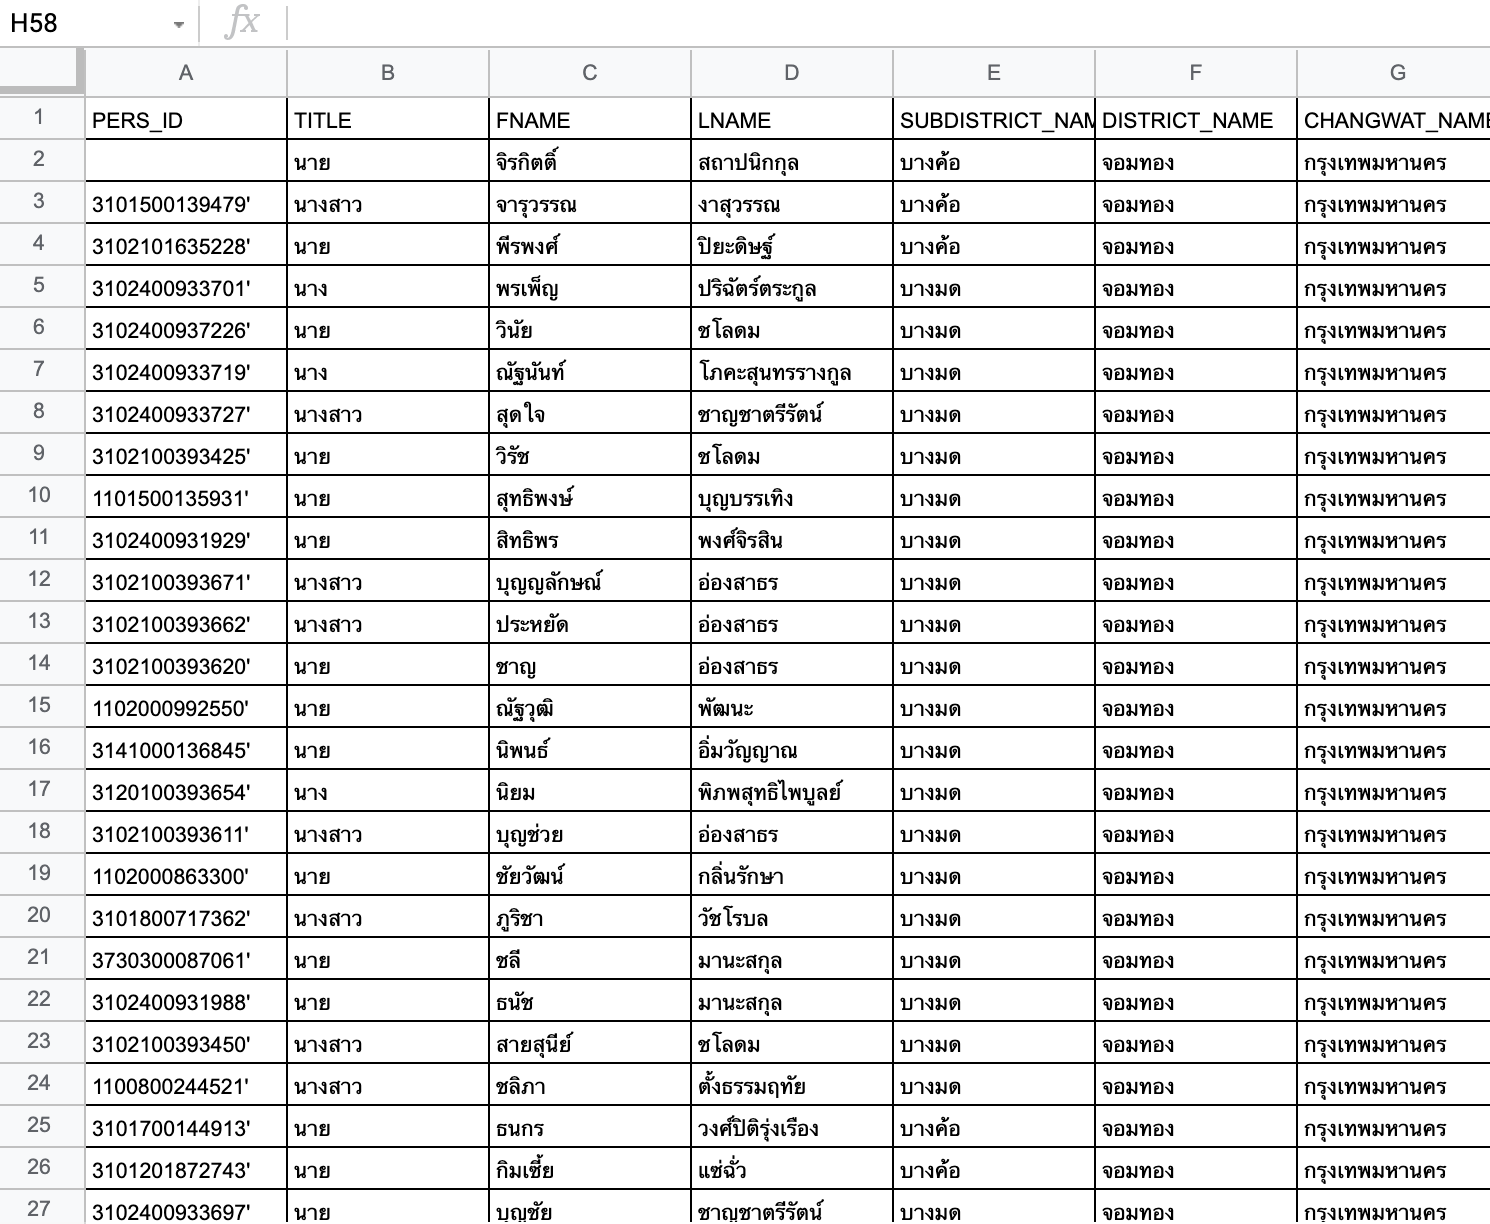 H58 fx
A B C D E F G
1 PERS_ID TITLE FNAME LNAME SUBDISTRICT_NAM DISTRICT_NAME CHANGWAT_NAME
2 นาย จิรกิตติ์ สถาปนิกกุล บางค้อ จอมทอง กรุงเทพมหานคร
3 3101500139479' นางสาว จารุวรรณ งาสุวรรณ บางค้อ จอมทอง กรุงเทพมหานคร
4 3102101635228' นาย พีรพงศ์ ปิยะดิษฐ์ บางค้อ จอมทอง กรุงเทพมหานคร
5 3102400933701' นาง พรเพ็ญ ปริฉัตร์ตระกูล บางมด จอมทอง กรุงเทพมหานคร
6 3102400937226' นาย วินัย ชโลดม บางมด จอมทอง กรุงเทพมหานคร
7 3102400933719' นาง ณัฐนันท์ โภคะสุนทรรางกูล บางมด จอมทอง กรุงเทพมหานคร
8 3102400933727' นางสาว สุดใจ ชาญชาตรีรัตน์ บางมด จอมทอง กรุงเทพมหานคร
9 3102100393425' นาย วิรัช ชโลดม บางมด จอมทอง กรุงเทพมหานคร
10 1101500135931' นาย สุทธิพงษ์ บุญบรรเทิง บางมด จอมทอง กรุงเทพมหานคร
11 3102400931929' นาย สิทธิพร พงศ์จิรสิน บางมด จอมทอง กรุงเทพมหานคร
12 3102100393671' นางสาว บุญญลักษณ์ อ่องสาธร บางมด จอมทอง กรุงเทพมหานคร
13 3102100393662' นางสาว ประหยัด อ่องสาธร บางมด จอมทอง กรุงเทพมหานคร
14 3102100393620' นาย ชาญ อ่องสาธร บางมด จอมทอง กรุงเทพมหานคร
15 1102000992550' นาย ณัฐวุฒิ พัฒนะ บางมด จอมทอง กรุงเทพมหานคร
16 3141000136845' นาย นิพนธ์ อิ่มวัญญาณ บางมด จอมทอง กรุงเทพมหานคร
17 3120100393654' นาง นิยม พิภพสุทธิไพบูลย์ บางมด จอมทอง กรุงเทพมหานคร
18 3102100393611' นางสาว บุญช่วย อ่องสาธร บางมด จอมทอง กรุงเทพมหานคร
19 1102000863300' นาย ชัยวัฒน์ กลิ่นรักษา บางมด จอมทอง กรุงเทพมหานคร
20 3101800717362' นางสาว ภูริชา วัชโรบล บางมด จอมทอง กรุงเทพมหานคร
21 3730300087061' นาย ชลี มานะสกุล บางมด จอมทอง กรุงเทพมหานคร
22 3102400931988' นาย ธนัช มานะสกุล บางมด จอมทอง กรุงเทพมหานคร
23 3102100393450' นางสาว สายสุนีย์ ชโลดม บางมด จอมทอง กรุงเทพมหานคร
24 1100800244521' นางสาว ชลิภา ตั้งธรรมฤทัย บางมด จอมทอง กรุงเทพมหานคร
25 3101700144913' นาย ธนกร วงศ์ปิติรุ่งเรือง บางค้อ จอมทอง กรุงเทพมหานคร
26 3101201872743' นาย กิมเซี้ย แซ่ฉั่ว บางค้อ จอมทอง กรุงเทพมหานคร
27 3102400933697' นาย บุญชัย ชาญชาตรีรัตน์ บางมด จอมทอง กรุงเทพมหานคร